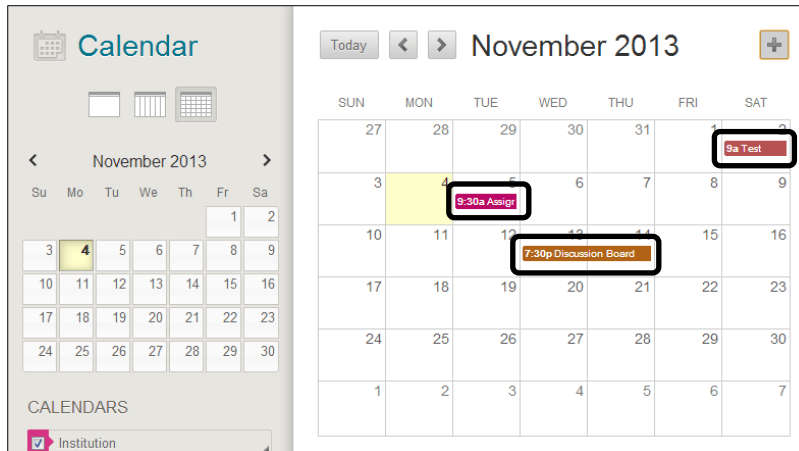 Calendar
November 2013
Su Mo Tu We Th Fr Sa
1 2
3 4 5 6 7 8 9
10 11 12 13 14 15 16
17 18 19 20 21 22 23
24 25 26 27 28 29 30
CALENDARS
Institution
Today November 2013
SUN MON TUE WED THU FRI SAT
27 28 29 30 31 1 2
9a Test
3 4 5 6 7 8 9
9:30a Assigr
10 11 12 13 14 15 16
7:30p Discussion Board
17 18 19 20 21 22 23
24 25 26 27 28 29 30
1 2 3 4 5 6 7